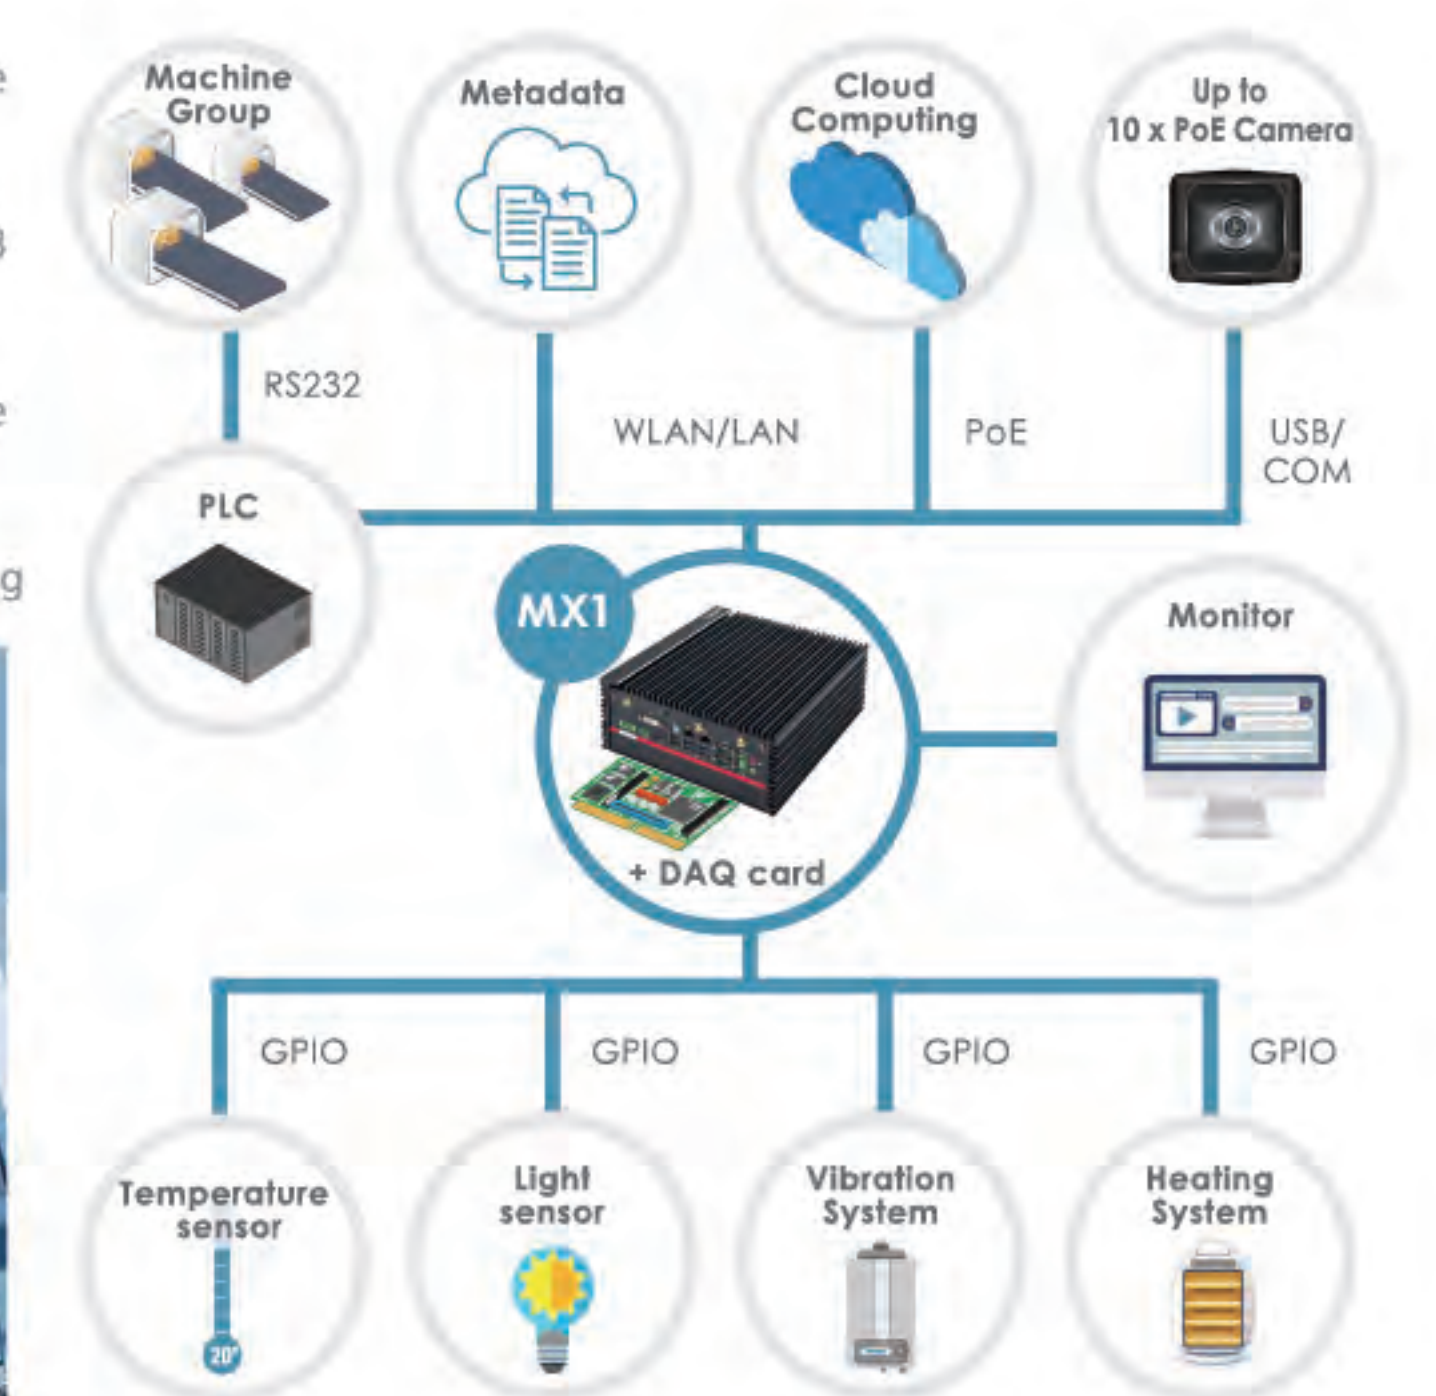 Machine
Group
Metadata
Cloud
Computing
Up to
10 x PoE Camera
RS232
WLAN/LAN
PoE
USB/
COM
PLC
MX1
Monitor
+ DAQ card
GPIO
GPIO
GPIO
GPIO
Temperature
sensor
20°
Light
sensor
Vibration
System
Heating
System